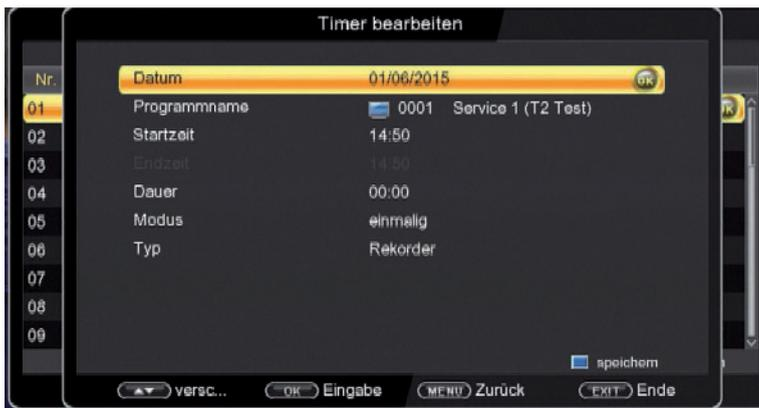 Timer bearbeiten
Nr.
Datum 01/06/2015 OK
01 Programmname 0001 Service 1 (T2 Test)
02 Startzeit 14:50
03 Endzeit 14:50
04 Dauer 00:00
05 Modus einmalig
06 Typ Rekorder
07
08
09
speichern
versc... OK Eingabe MENU Zurück EXIT Ende